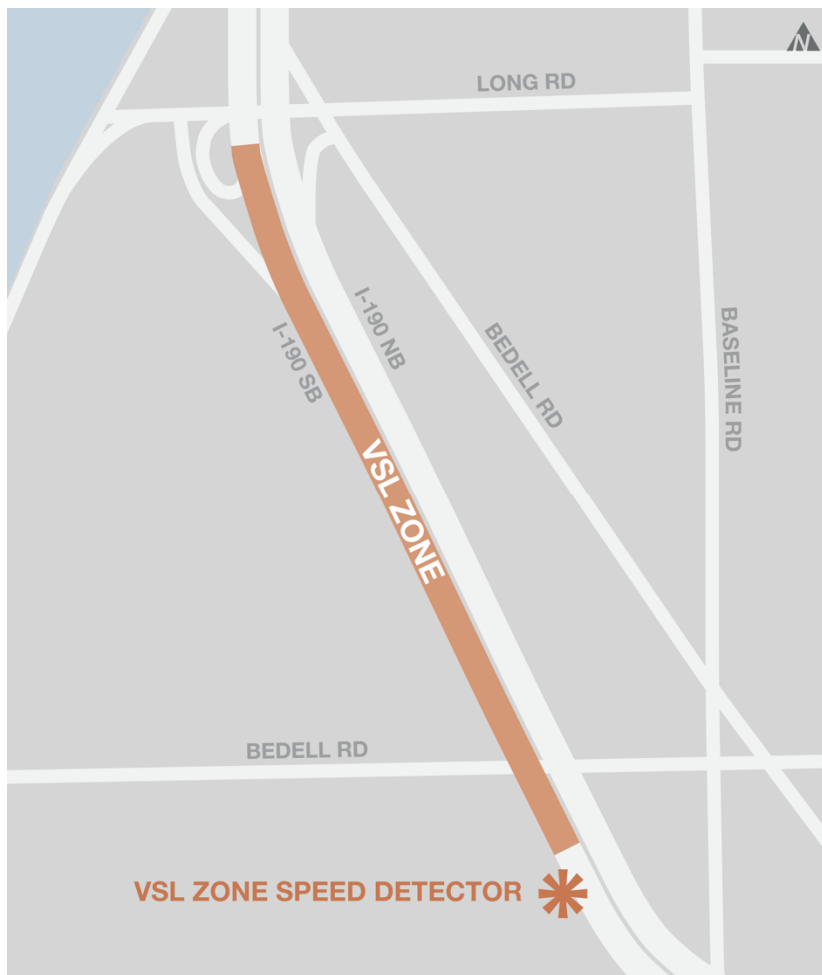 N
LONG RD
I-190 NB
I-190 SB
BEDELL RD
BASELINE RD
VSL ZONE
BEDELL RD
VSL ZONE SPEED DETECTOR